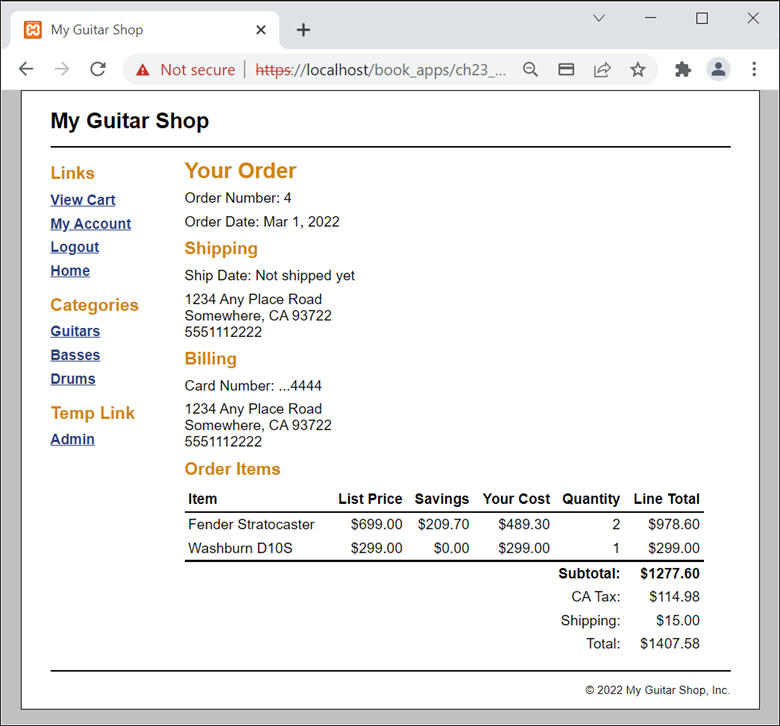 My Guitar Shop
Not secure | https://localhost/book_apps/ch23_...
My Guitar Shop
Links
View Cart
My Account
Logout
Home
Categories
Guitars
Basses
Drums
Temp Link
Admin
Your Order
Order Number: 4
Order Date: Mar 1, 2022
Shipping
Ship Date: Not shipped yet
1234 Any Place Road
Somewhere, CA 93722
5551112222
Billing
Card Number: ...4444
1234 Any Place Road
Somewhere, CA 93722
5551112222
Order Items
Item List Price Savings Your Cost Quantity Line Total
Fender Stratocaster $699.00 $209.70 $489.30 2 $978.60
Washburn D10S $299.00 $0.00 $299.00 1 $299.00
Subtotal: $1277.60
CA Tax: $114.98
Shipping: $15.00
Total: $1407.58
© 2022 My Guitar Shop, Inc.